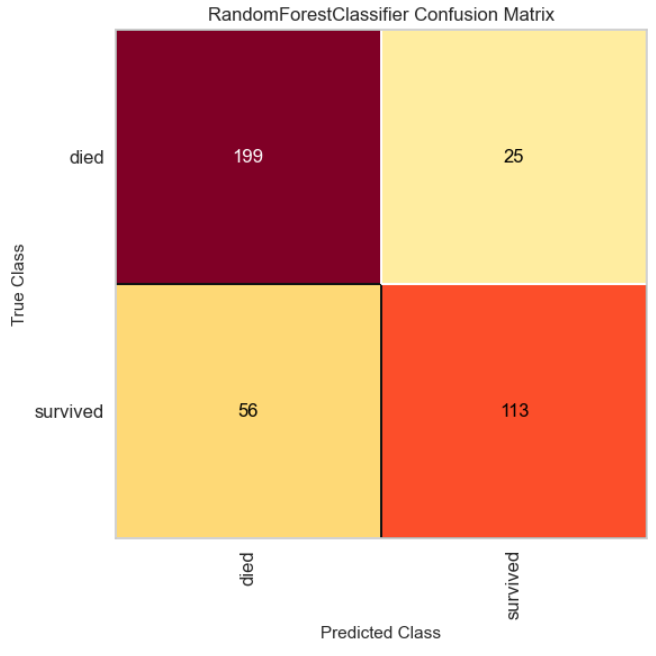 RandomForestClassifier Confusion Matrix
died
199
25
True Class
survived
56
113
died
survived
Predicted Class